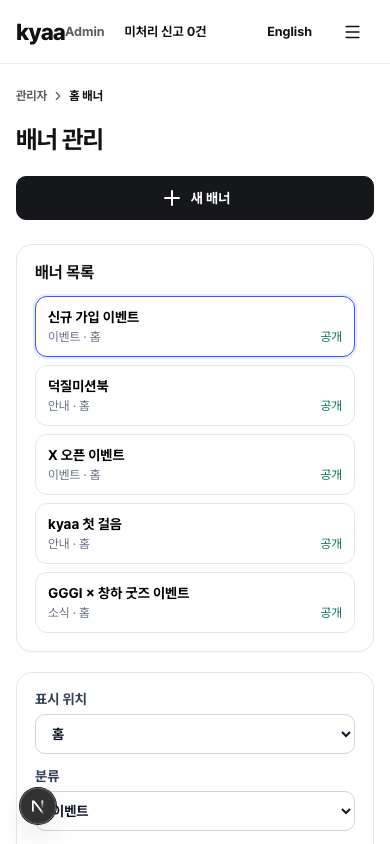 kyaa Admin 미처리 신고 0건 English
관리자 > 홈 배너
배너 관리
새 배너
배너 목록
신규 가입 이벤트
이벤트 · 홈 공개
덕질미션북
안내 · 홈 공개
X 오픈 이벤트
이벤트 · 홈 공개
kyaa 첫 걸음
안내 · 홈 공개
GGGI × 창하 굿즈 이벤트
소식 · 홈 공개
표시 위치
홈
분류
이벤트
N